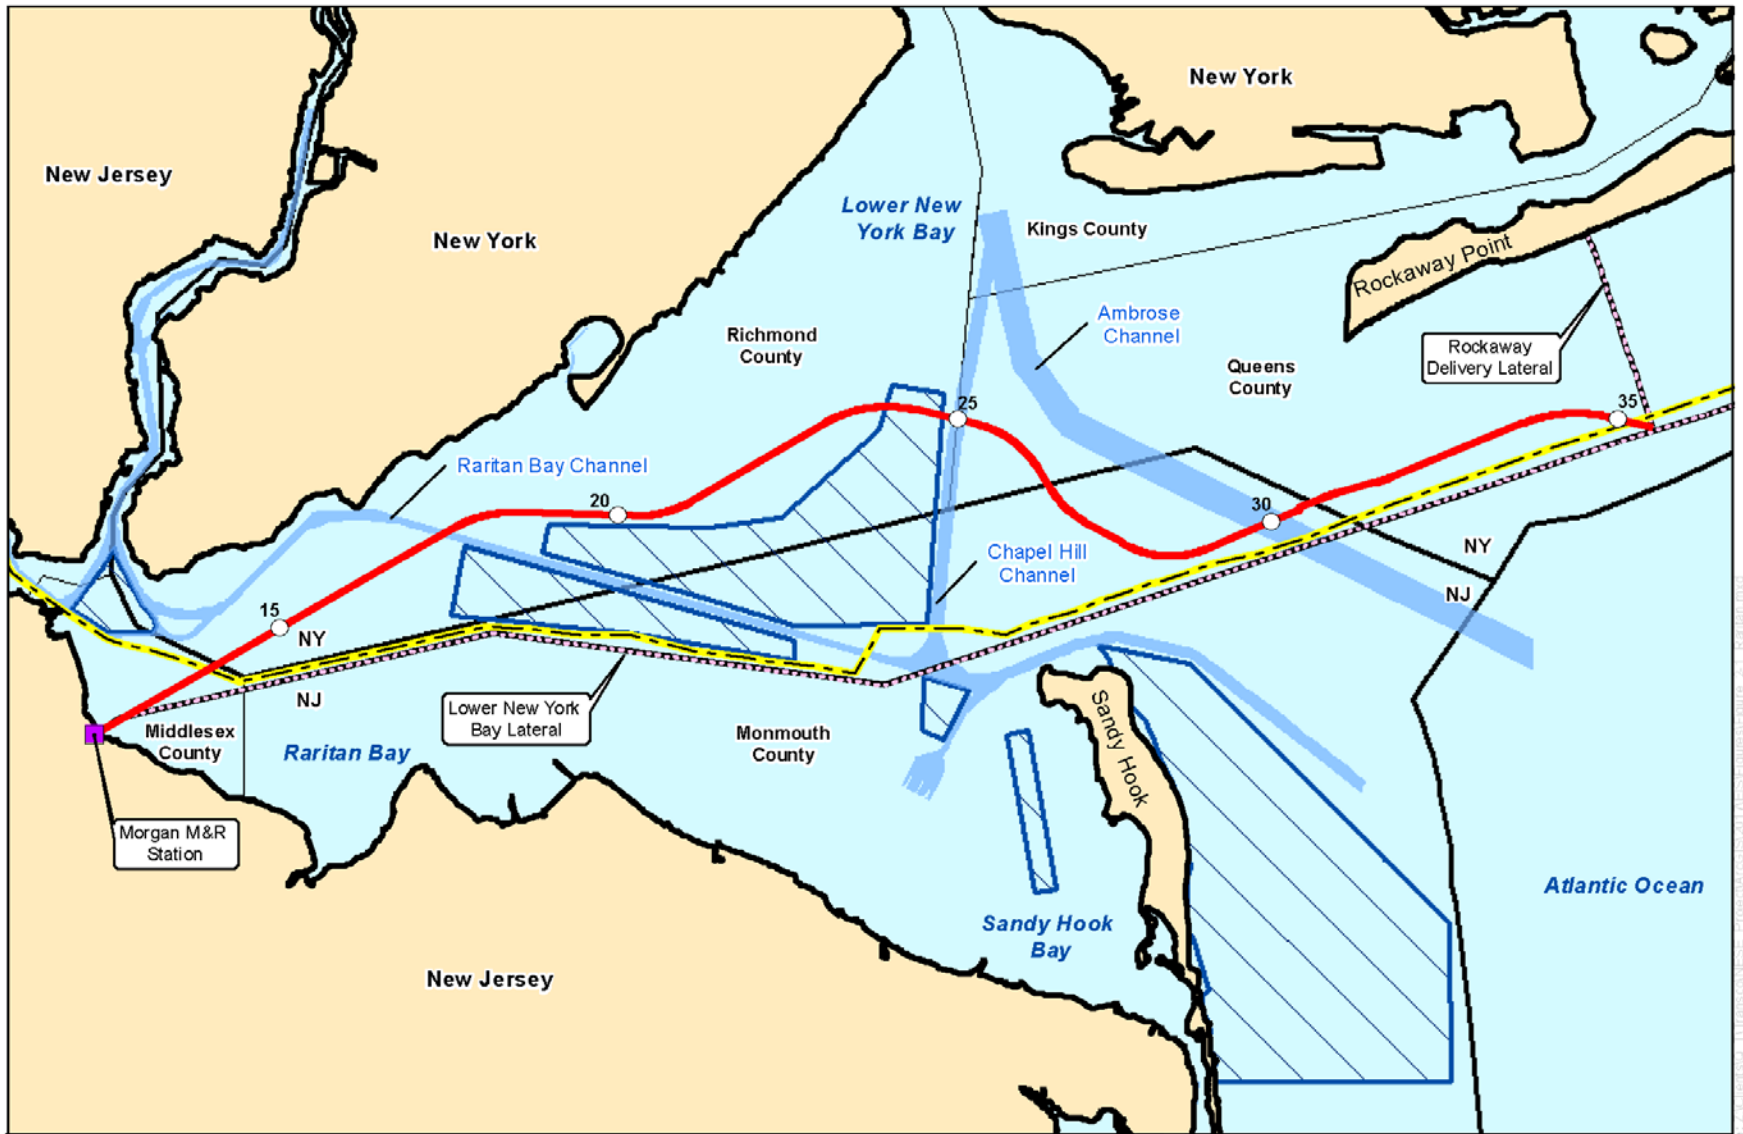 New York
New Jersey
Lower New
York Bay
Kings County
New York
Rockaway Point
Ambrose
Channel
Richmond
County
Rockaway
Delivery Lateral
Queens
County
25
35
Raritan Bay Channel
20
30
NY
Chapel Hill
Channel
NJ
15
NY
NJ
Lower New York
Bay Lateral
Sandy Hook
Middlesex
County
Raritan Bay
Monmouth
County
Morgan M&R
Station
Atlantic Ocean
Sandy Hook
Bay
New Jersey